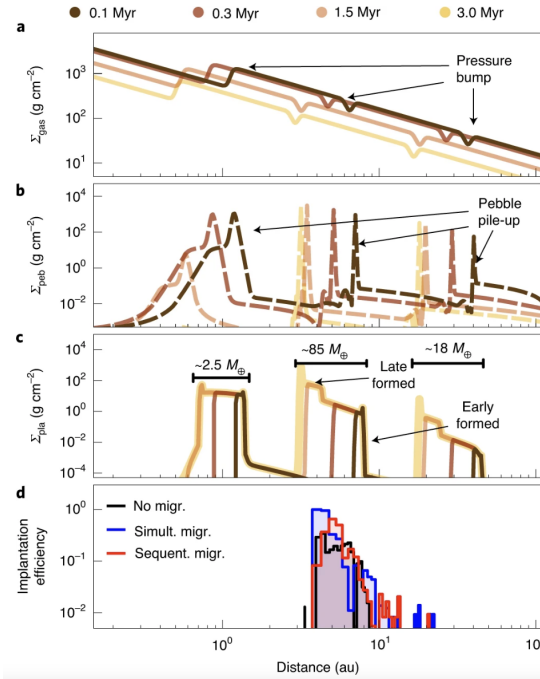 0.1 Myr 0.3 Myr 1.5 Myr 3.0 Myr
a
Pressure
bump
10³
10²
10¹
Σgas (g cm⁻²)
b
Pebble
pile-up
10⁴
10²
10⁰
10⁻²
Σpeb (g cm⁻²)
c
~2.5 M⊕ ~85 M⊕ ~18 M⊕
Late
formed
Early
formed
10⁴
10²
10⁰
10⁻²
10⁻⁴
Σpla (g cm⁻²)
d
No migr.
Simult. migr.
Sequent. migr.
10⁰
10⁻¹
10⁻²
Implantation
efficiency
10⁰ 10¹ 10
Distance (au)